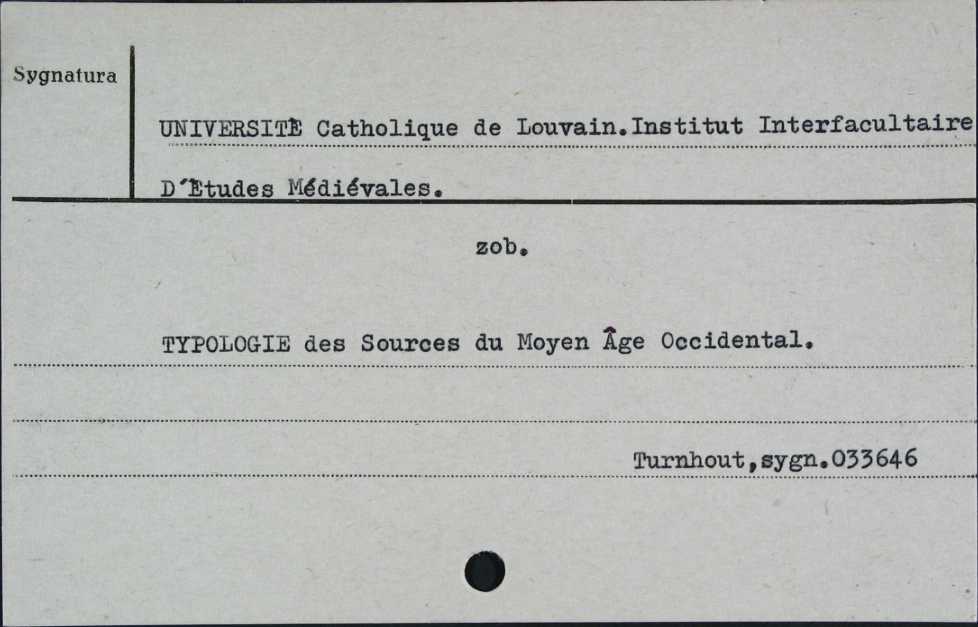 Sygnatura
UNIVERSITÈ Catholique de Louvain.Institut Interfacultaire
D´Ètudes Médiévales.
zob.
TYPOLOGIE des Sources du Moyen Âge Occidental.
Turnhout,sygn.033646